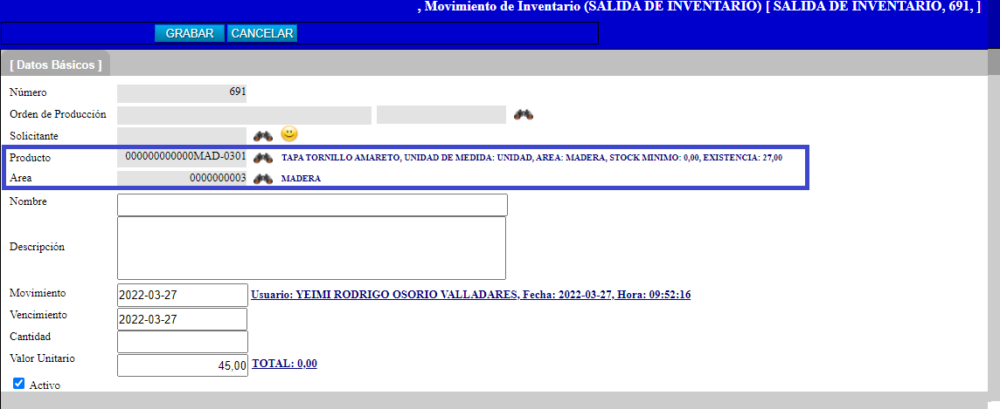 , Movimiento de Inventario (SALIDA DE INVENTARIO) [ SALIDA DE INVENTARIO, 691, ]
GRABAR CANCELAR
[ Datos Básicos ]
Número 691
Orden de Producción
Solicitante
Producto 000000000000MAD-0301 TAPA TORNILLO AMARETO, UNIDAD DE MEDIDA: UNIDAD, AREA: MADERA, STOCK MINIMO: 0,00, EXISTENCIA: 27,00
Area 0000000003 MADERA
Nombre
Descripción
Movimiento 2022-03-27 Usuario: YEIMI RODRIGO OSORIO VALLADARES, Fecha: 2022-03-27, Hora: 09:52:16
Vencimiento 2022-03-27
Cantidad
Valor Unitario 45,00 TOTAL: 0,00
Activo